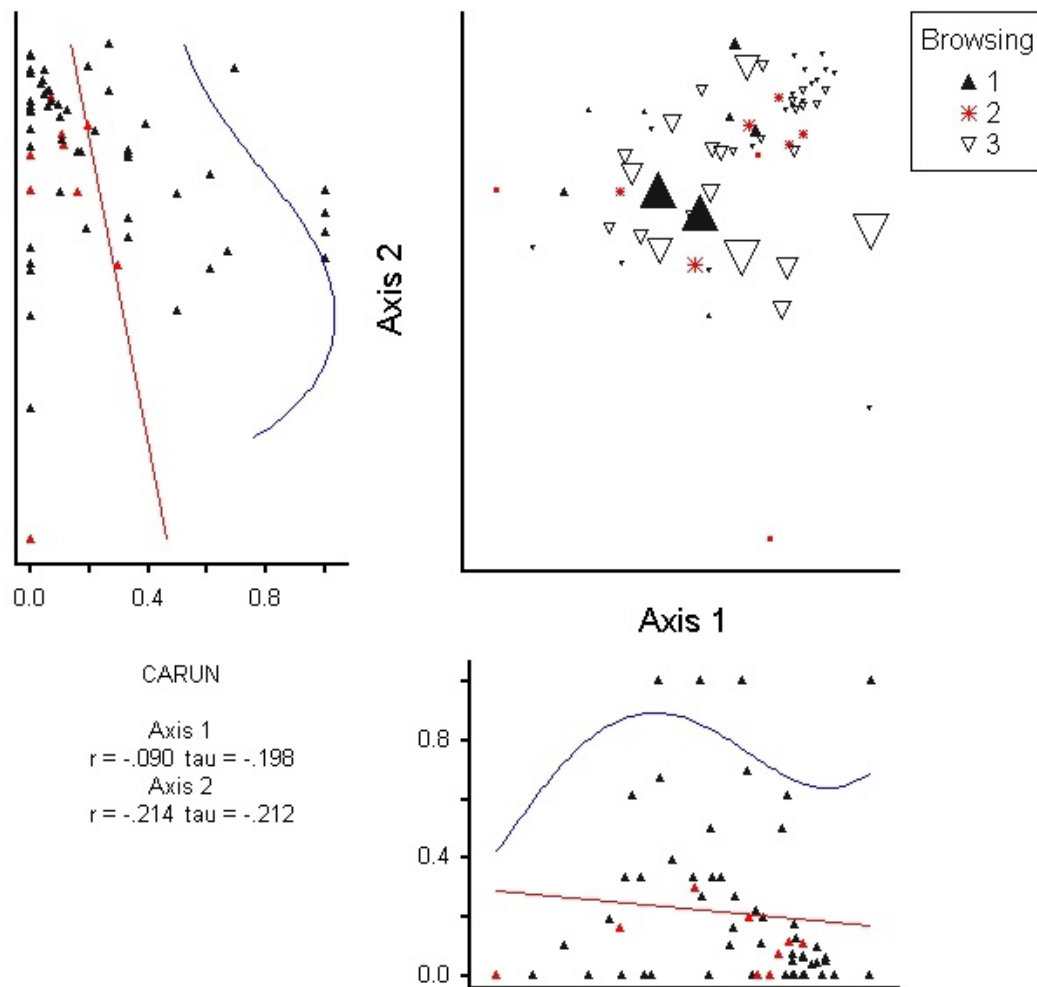 Browsing
1
2
3
Axis 2
0.0 0.4 0.8
Axis 1
CARUN
Axis 1
r = -.090 tau = -.198
Axis 2
r = -.214 tau = -.212
0.8
0.4
0.0